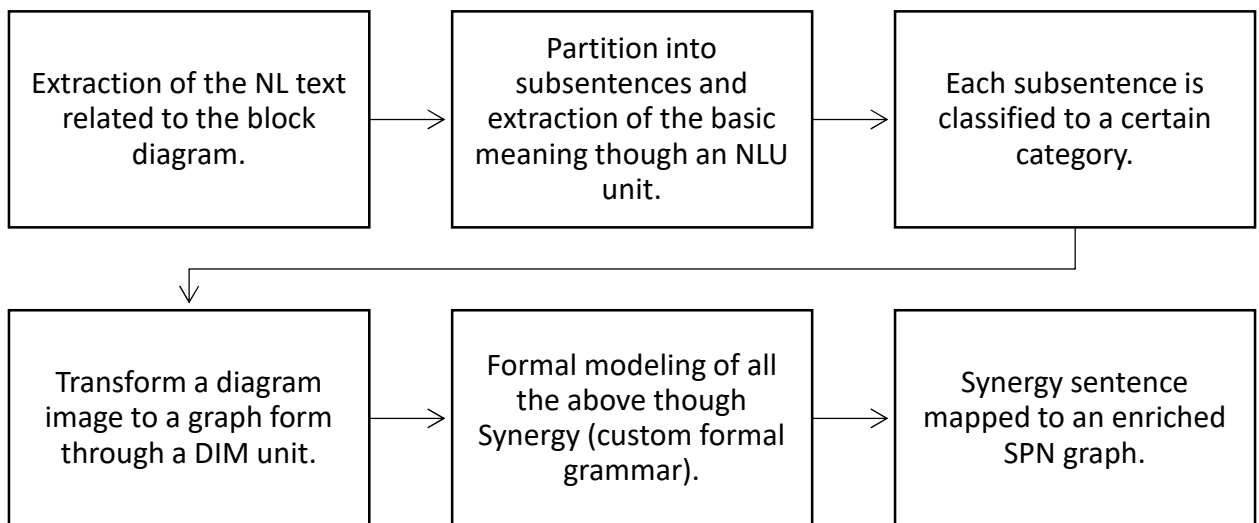 Extraction of the NL text
related to the block
diagram.
Partition into
subsentences and
extraction of the basic
meaning though an NLU
unit.
Each subsentence is
classified to a certain
category.
Transform a diagram
image to a graph form
through a DIM unit.
Formal modeling of all
the above though
Synergy (custom formal
grammar).
Synergy sentence
mapped to an enriched
SPN graph.